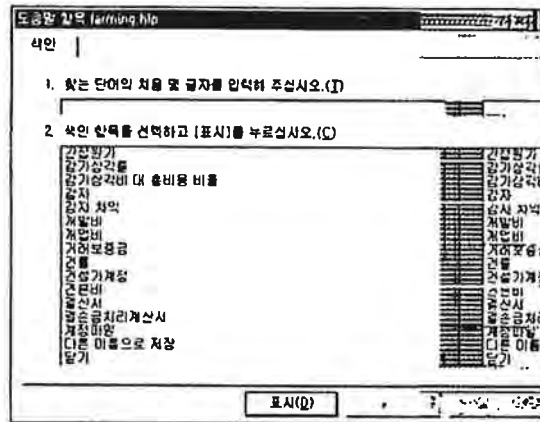 도움말 항목 farming.hlp
색인
1. 찾는 단어의 처음 몇 글자를 입력해 주십시오.(T)
2. 색인 항목을 선택하고 [표시]를 누르십시오.(C)
간접원가
감가상각률
감가상각비 대 총비용 비율
감자
감자 차익
개발비
개업비
거래보증금
건물
건설가계정
견본비
결산서
결손금처리계산서
계정파일
다른 이름으로 저장
닫기
표시(D)